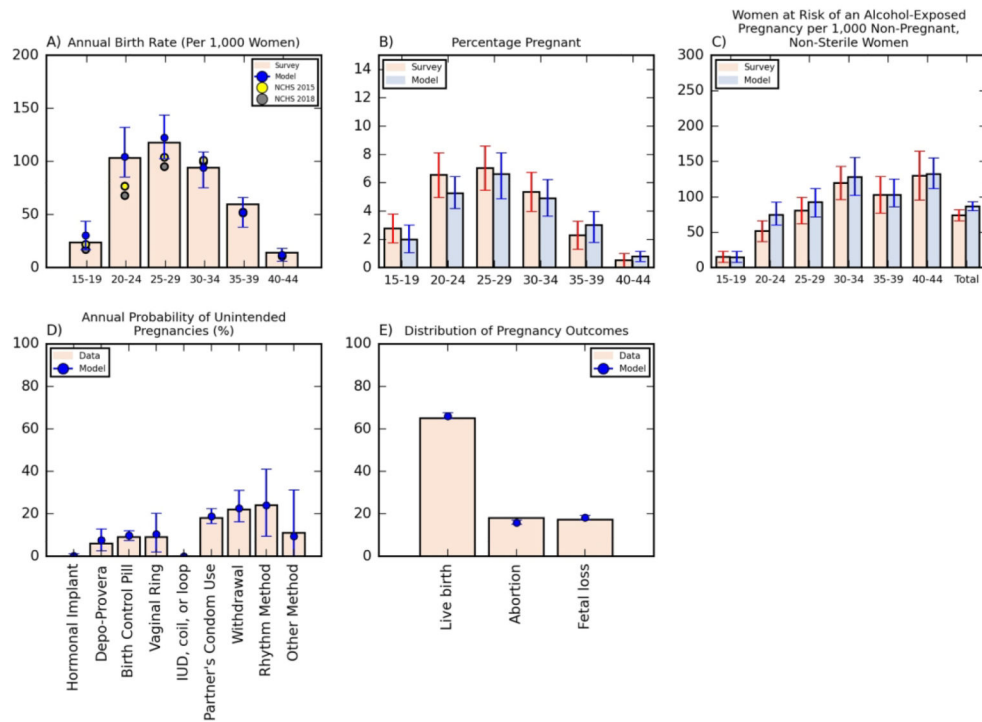 A) Annual Birth Rate (Per 1,000 Women)
200
150
100
50
0
Survey
Model
NCHS 2015
NCHS 2018
15-19 20-24 25-29 30-34 35-39 40-44
B) Percentage Pregnant
14
12
10
8
6
4
2
0
Survey
Model
15-19 20-24 25-29 30-34 35-39 40-44
Women at Risk of an Alcohol-Exposed
Pregnancy per 1,000 Non-Pregnant,
C) Non-Sterile Women
300
250
200
150
100
50
0
Survey
Model
15-19 20-24 25-29 30-34 35-39 40-44 Total
D) Annual Probability of Unintended
Pregnancies (%)
100
80
60
40
20
0
Data
Model
Hormonal Implant
Depo-Provera
Birth Control Pill
Vaginal Ring
IUD, coil, or loop
Partner's Condom Use
Withdrawal
Rhythm Method
Other Method
E) Distribution of Pregnancy Outcomes
100
80
60
40
20
0
Data
Model
Live birth
Abortion
Fetal loss